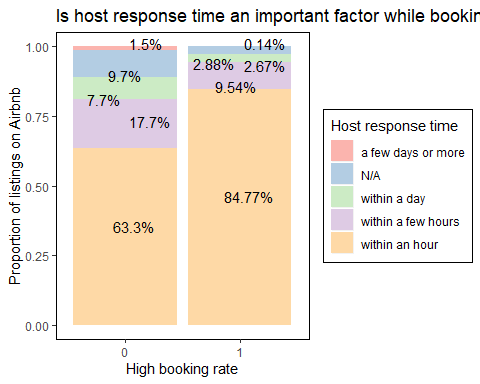 Is host response time an important factor while bookin
1.00
0.75
0.50
0.25
0.00
Proportion of listings on Airbnb
1.5%
9.7%
7.7%
17.7%
63.3%
0.14%
2.88%
2.67%
9.54%
84.77%
0
1
High booking rate
Host response time
a few days or more
N/A
within a day
within a few hours
within an hour